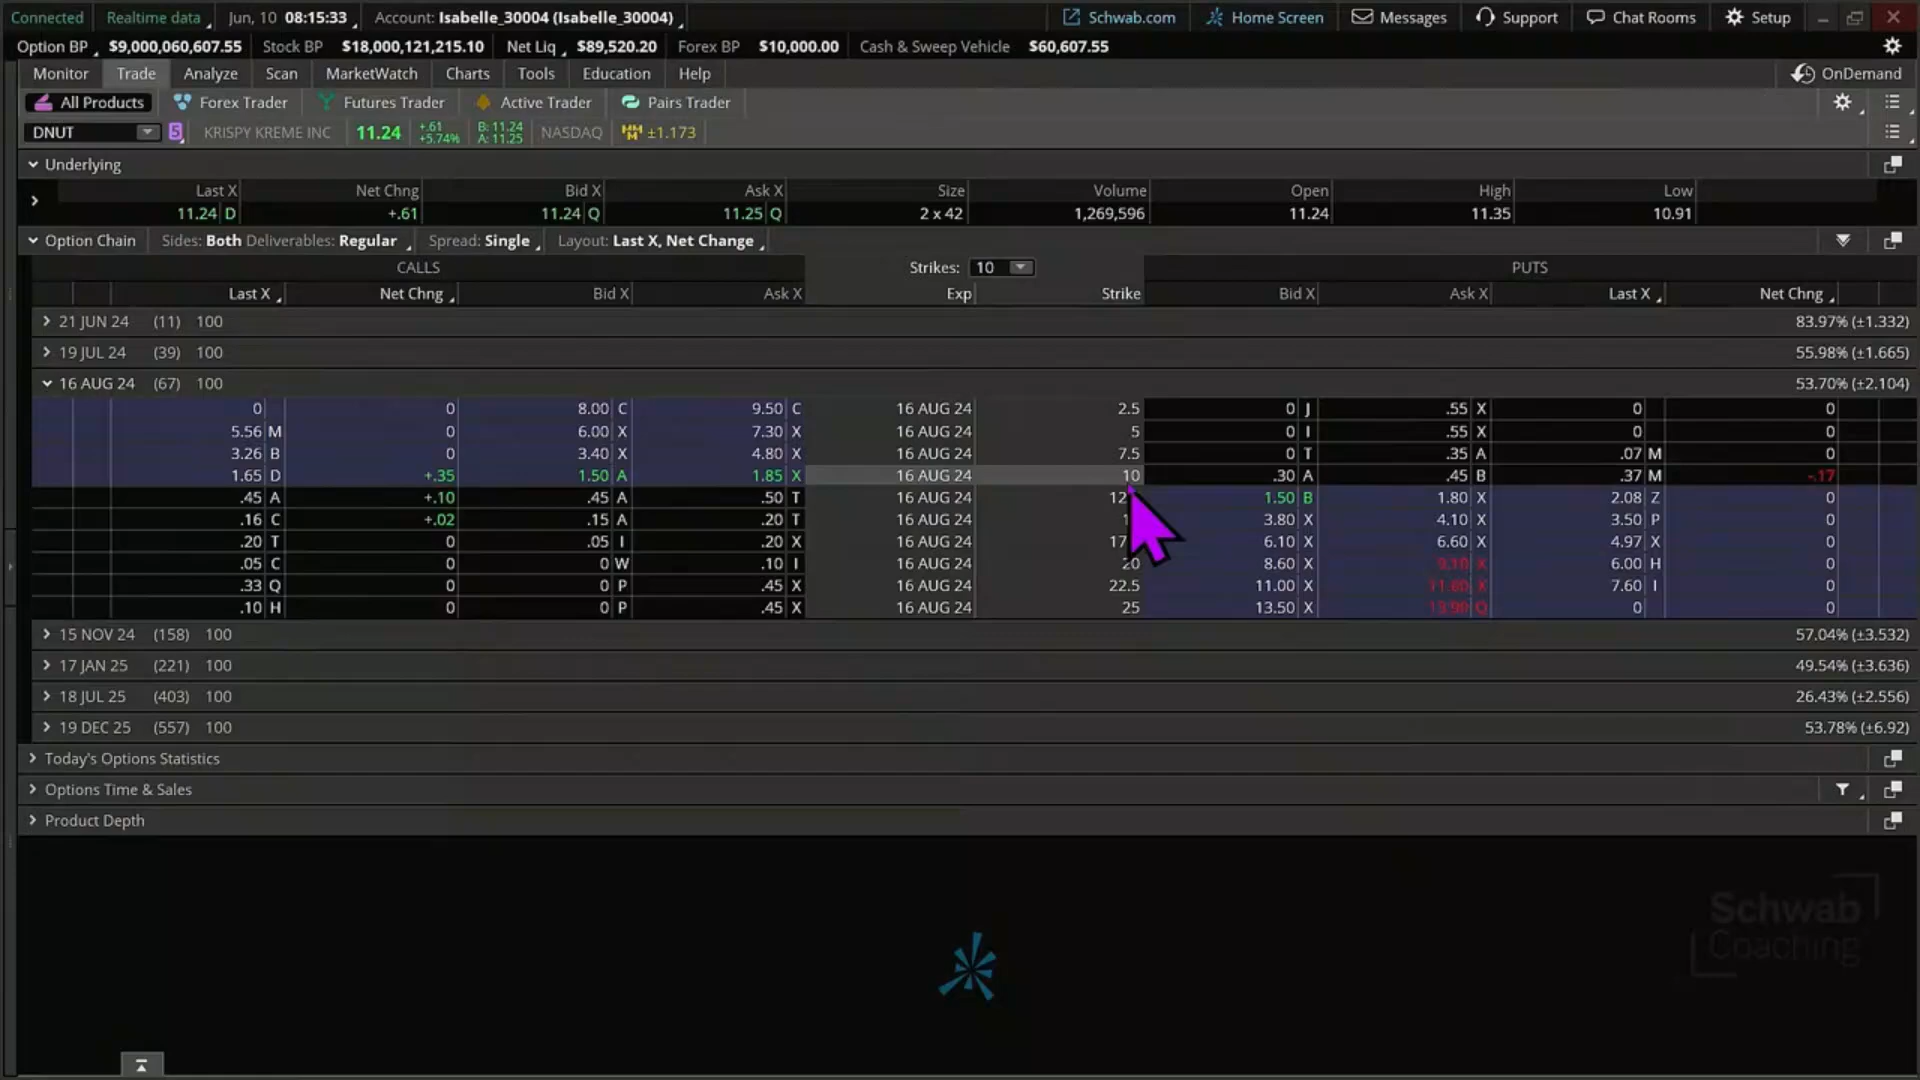 Connected Realtime data Jun, 10 08:15:33 Account: Isabelle_30004 (Isabelle_30004) Schwab.com Home Screen Messages Support Chat Rooms Setup
Option BP $9,000,060,607.55 Stock BP $18,000,121,215.10 Net Liq $89,520.20 Forex BP $10,000.00 Cash & Sweep Vehicle $60,607.55
Monitor Trade Analyze Scan MarketWatch Charts Tools Education Help OnDemand
All Products Forex Trader Futures Trader Active Trader Pairs Trader
DNUT 5 KRISPY KREME INC 11.24 +.61 +5.74% B: 11.24 A: 11.25 NASDAQ ±1.173
Underlying
Last X Net Chng Bid X Ask X Size Volume Open High Low
11.24 D +.61 11.24 Q 11.25 Q 2 x 42 1,269,596 11.24 11.35 10.91
Option Chain Sides: Both Deliverables: Regular Spread: Single Layout: Last X, Net Change
CALLS Strikes: 10 PUTS
Last X Net Chng Bid X Ask X Exp Strike Bid X Ask X Last X Net Chng
21 JUN 24 (11) 100 83.97% (±1.332)
19 JUL 24 (39) 100 55.98% (±1.665)
16 AUG 24 (67) 100 53.70% (±2.104)
0 0 8.00 C 9.50 C 16 AUG 24 2.5 0 J .55 X 0 0
5.56 M 0 6.00 X 7.30 X 16 AUG 24 5 0 I .55 X 0 0
3.26 B 0 3.40 X 4.80 X 16 AUG 24 7.5 0 T .35 A .07 M 0
1.65 D +.35 1.50 A 1.85 X 16 AUG 24 10 .30 A .45 B .37 M -.17
.45 A +.10 .45 A .50 T 16 AUG 24 1.50 B 1.80 X 2.08 Z 0
.16 C +.02 .15 A .20 T 16 AUG 24 3.80 X 4.10 X 3.50 P 0
.20 T 0 .05 I .20 X 16 AUG 24 6.10 X 6.60 X 4.97 X 0
.05 C 0 0 W .10 I 16 AUG 24 20 8.60 X 9.10 X 6.00 H 0
.33 Q 0 0 P .45 X 16 AUG 24 22.5 11.00 X 11.60 X 7.60 I 0
.10 H 0 0 P .45 X 16 AUG 24 25 13.50 X 13.90 Q 0 0
15 NOV 24 (158) 100 57.04% (±3.532)
17 JAN 25 (221) 100 49.54% (±3.636)
18 JUL 25 (403) 100 26.43% (±2.556)
19 DEC 25 (557) 100 53.78% (±6.92)
Today's Options Statistics
Options Time & Sales
Product Depth
Schwab
Coaching